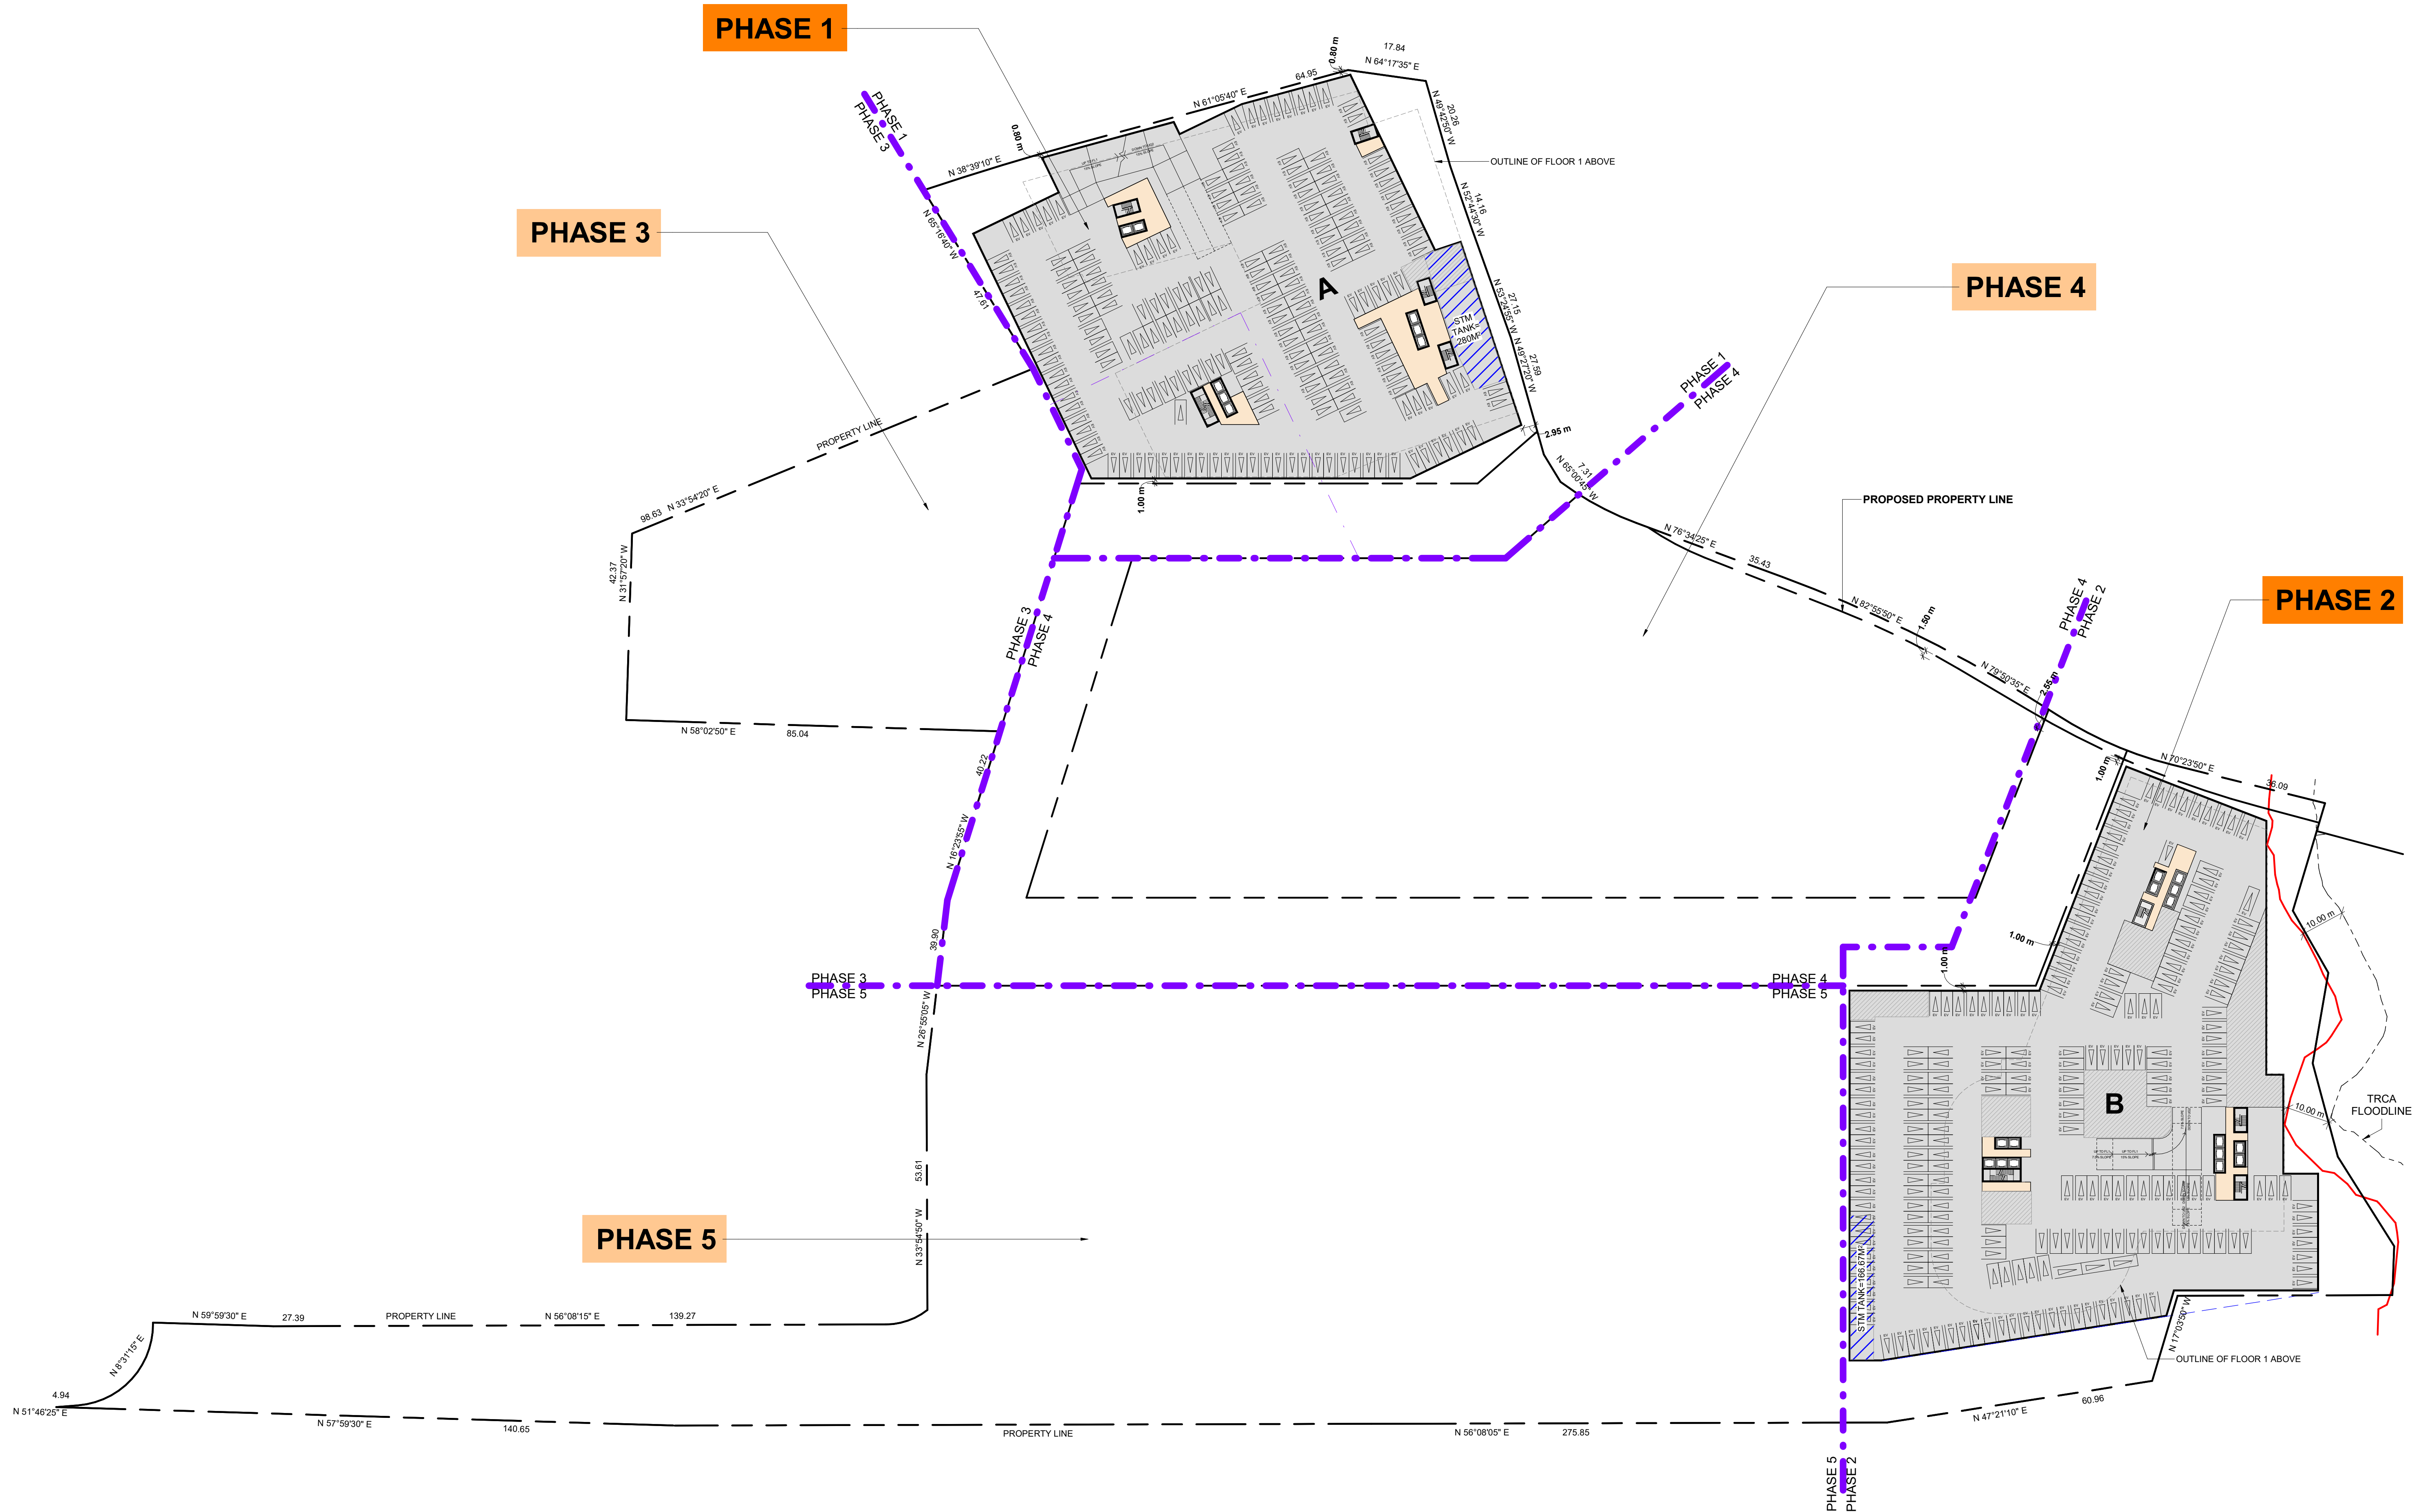 PHASE 1
0.80 m
17.84
N 64°17'35" E
64.95
N 61°05'40" E
PHASE 1
PHASE 3
0.80 m
20.26
N 49°42'50" W
N 38°39'10" E
OUTLINE OF FLOOR 1 ABOVE
14.16
N 52°44'30" W
PHASE 3
N 65°16'40" W
47.61
A
STM
TANK=
280M²
27.15
N 53°24'55" W
27.59
N 49°27'20" W
PHASE 4
PHASE 1
PHASE 4
PROPERTY LINE
2.95 m
7.31
N 65°00'45" W
1.00 m
98.63
N 33°54'20" E
PROPOSED PROPERTY LINE
N 76°34'25" E
35.43
42.37
N 31°57'20" W
PHASE 4
PHASE 2
PHASE 2
N 82°55'50" E
1.50 m
PHASE 3
PHASE 4
N 79°50'35" E
2.55 m
N 58°02'50" E
85.04
40.22
1.00 m
N 70°23'50" E
36.09
N 16°23'55" W
39.90
10.00 m
1.00 m
1.00 m
PHASE 3
PHASE 5
PHASE 4
PHASE 5
N 26°55'05" W
B
10.00 m
TRCA
FLOODLINE
53.61
N 33°54'50" W
PHASE 5
STM TANK=166.67M²
N 59°59'30" E
27.39
PROPERTY LINE
N 56°08'15" E
139.27
N 8°31'15" E
N 17°03'50" W
OUTLINE OF FLOOR 1 ABOVE
4.94
N 51°46'25" E
N 57°59'30" E
140.65
PROPERTY LINE
N 56°08'05" E
275.85
N 47°21'10" E
60.96
PHASE 5
PHASE 2